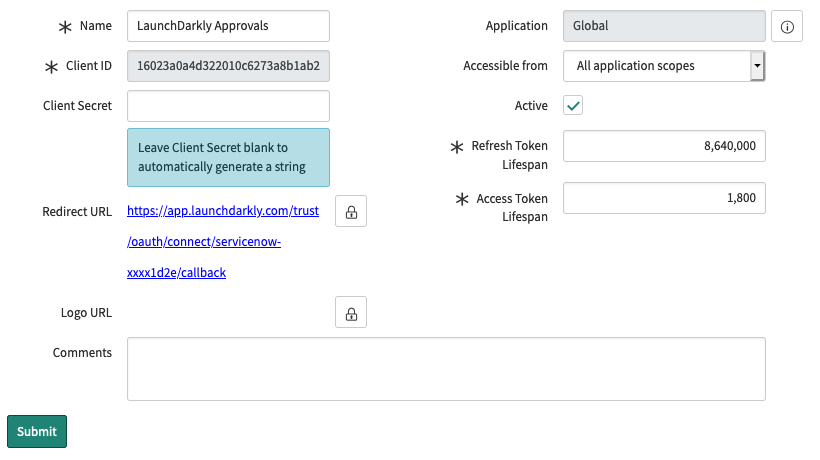 Name
LaunchDarkly Approvals
Client ID
16023a0a4d322010c6273a8b1ab2
Client Secret
Leave Client Secret blank to
automatically generate a string
Redirect URL
https://app.launchdarkly.com/trust
/oauth/connect/servicenow-
xxxx1d2e/callback
Logo URL
Application
Global
Accessible from
All application scopes
Active
Refresh Token
Lifespan
8,640,000
Access Token
Lifespan
1,800
Comments
Submit